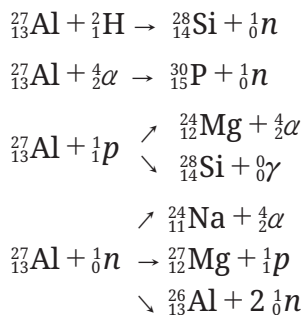 ²⁷₁₃Al + ²₁H → ²⁸₁₄Si + ¹₀n
²⁷₁₃Al + ⁴₂α → ³⁰₁₅P + ¹₀n
↗ ²⁴₁₂Mg + ⁴₂α
²⁷₁₃Al + ¹₁p
↘ ²⁸₁₄Si + ⁰₀γ
↗ ²⁴₁₁Na + ⁴₂α
²⁷₁₃Al + ¹₀n → ²⁷₁₂Mg + ¹₁p
↘ ²⁶₁₃Al + 2 ¹₀n